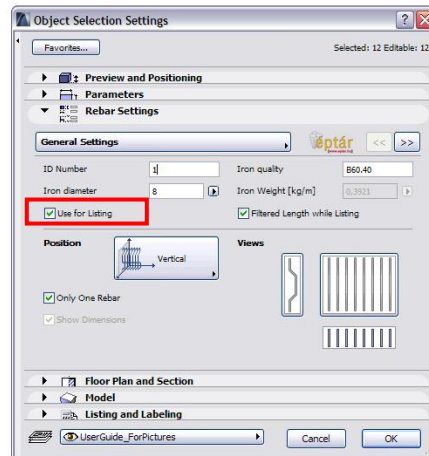 Object Selection Settings
Favorites...
Selected: 12 Editable: 12
Preview and Positioning
Parameters
Rebar Settings
General Settings
éptár
<<
>>
ID Number
1
Iron quality
B60.40
Iron diameter
8
Iron Weight [kg/m]
0,3921
Use for Listing
Filtered Length while Listing
Position
Views
Vertical
Only One Rebar
Show Dimensions
Floor Plan and Section
Model
Listing and Labeling
UserGuide_ForPictures
Cancel
OK